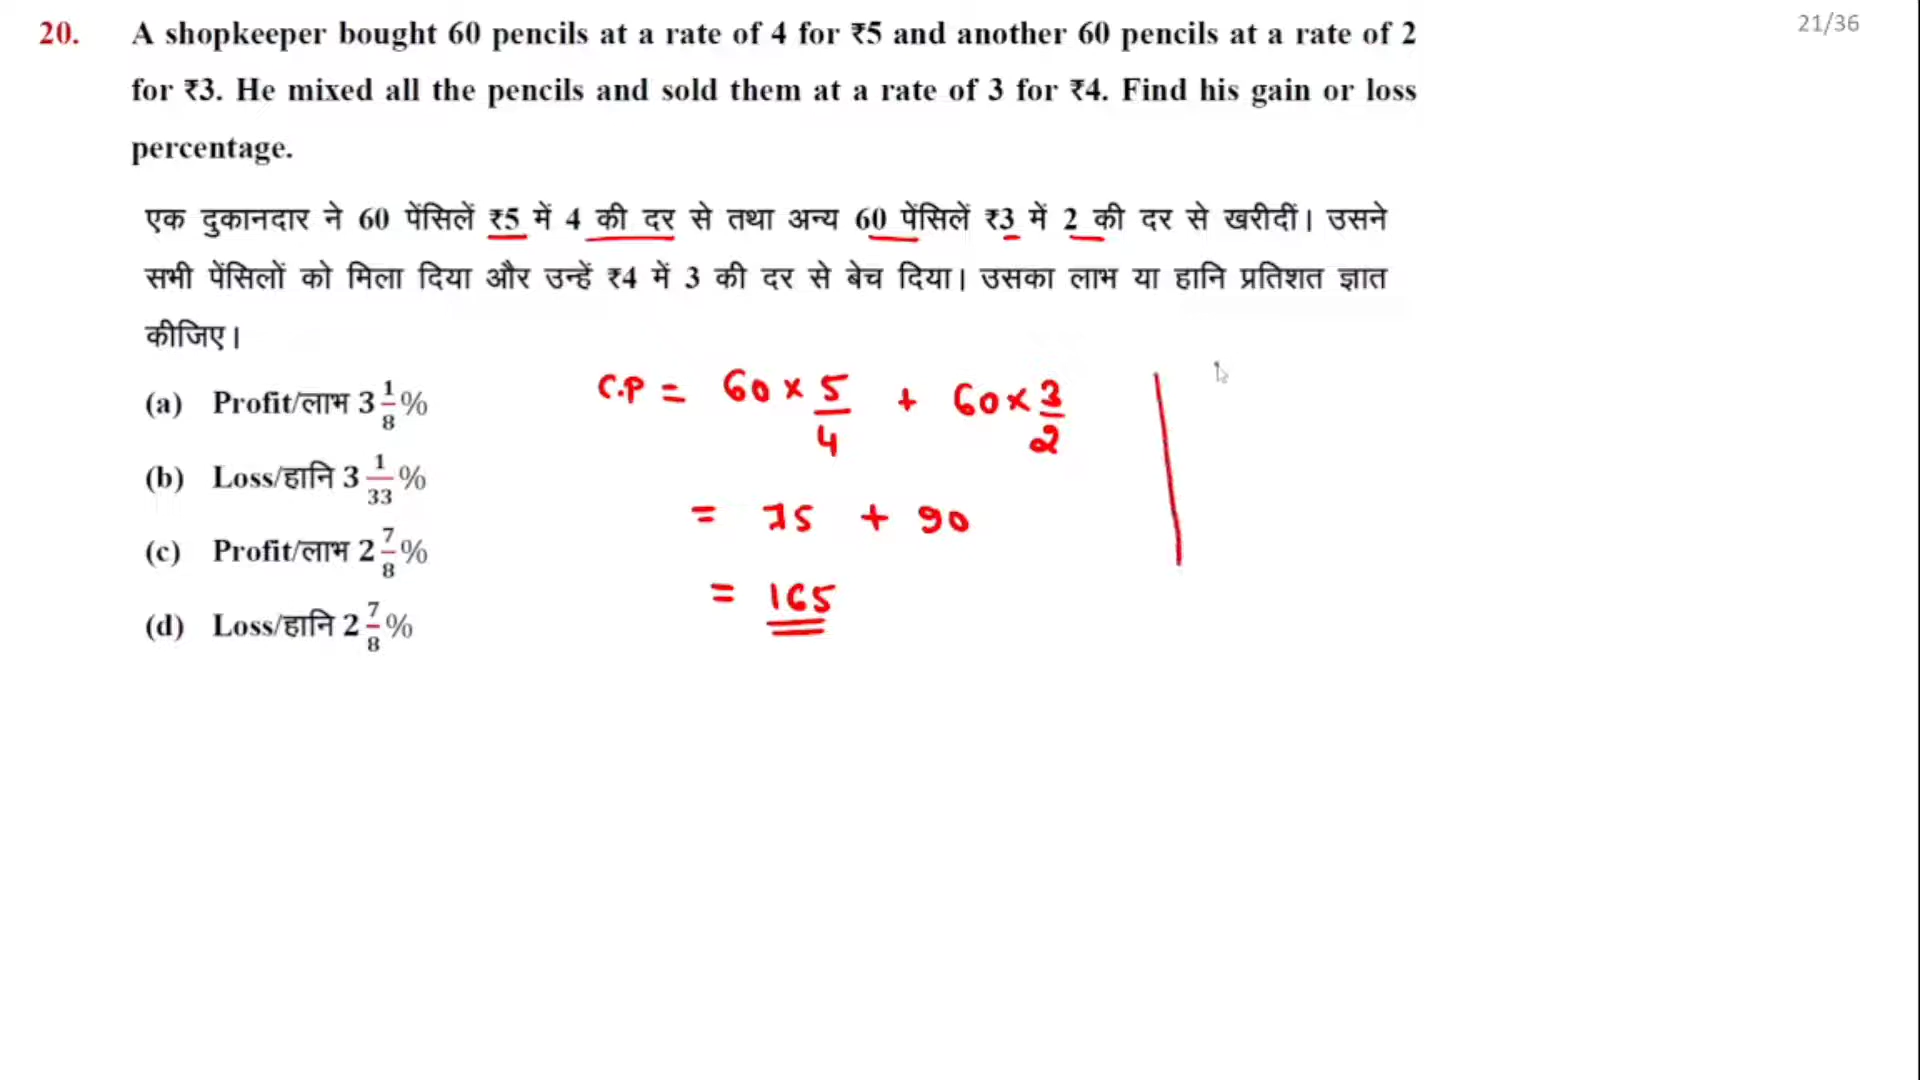 21/36
20. A shopkeeper bought 60 pencils at a rate of 4 for ₹5 and another 60 pencils at a rate of 2
for ₹3. He mixed all the pencils and sold them at a rate of 3 for ₹4. Find his gain or loss
percentage.
एक दुकानदार ने 60 पेंसिलें ₹5 में 4 की दर से तथा अन्य 60 पेंसिलें ₹3 में 2 की दर से खरीदीं। उसने
सभी पेंसिलों को मिला दिया और उन्हें ₹4 में 3 की दर से बेच दिया। उसका लाभ या हानि प्रतिशत ज्ञात
कीजिए।
(a) Profit/लाभ 3 1/8 %
(b) Loss/हानि 3 1/33 %
(c) Profit/लाभ 2 7/8 %
(d) Loss/हानि 2 7/8 %
C.P = 60 × 5/4 + 60 × 3/2
= 75 + 90
= 165